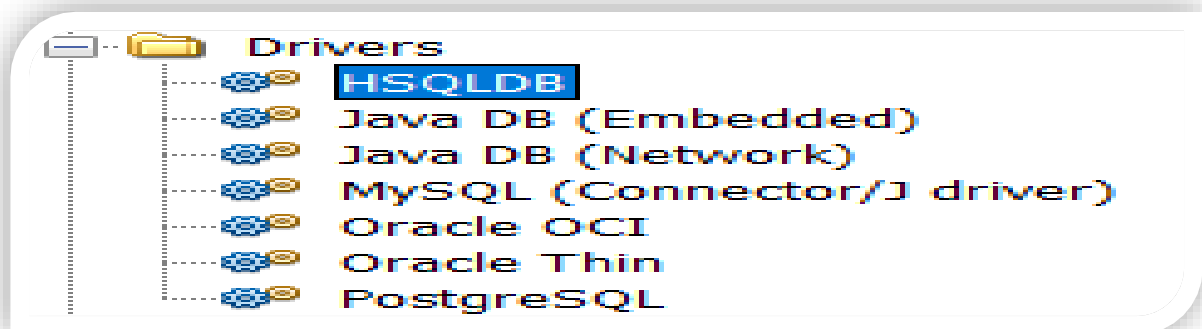 Drivers
HSQLDB
Java DB (Embedded)
Java DB (Network)
MySQL (Connector/J driver)
Oracle OCI
Oracle Thin
PostgreSQL